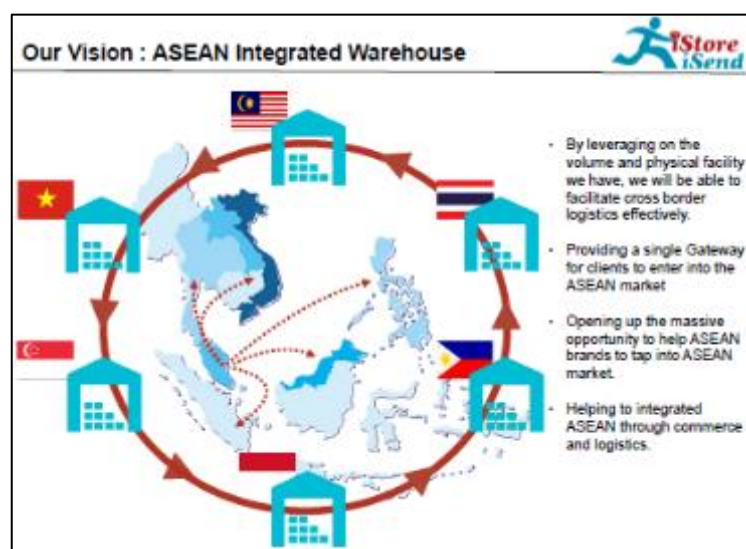 Our Vision : ASEAN Integrated Warehouse
iStore
iSend
- By leveraging on the
volume and physical facility
we have, we will be able to
facilitate cross border
logistics effectively.
- Providing a single Gateway
for clients to enter into the
ASEAN market
- Opening up the massive
opportunity to help ASEAN
brands to tap into ASEAN
market.
- Helping to integrated
ASEAN through commerce
and logistics.